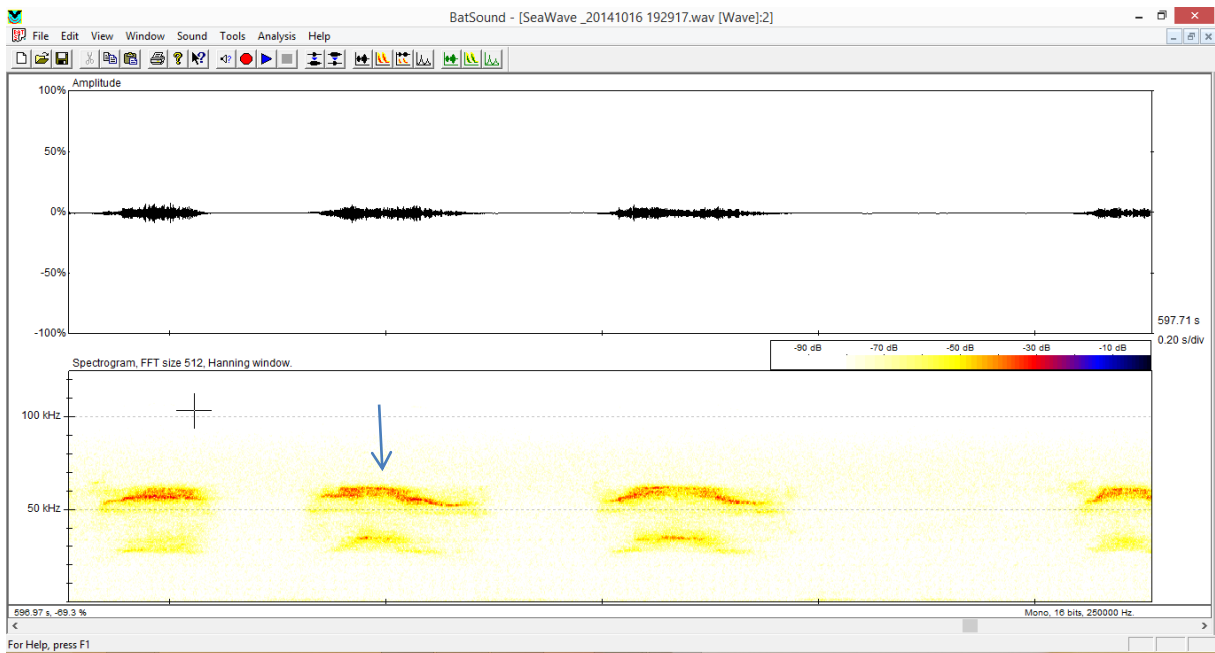 BatSound - [SeaWave _20141016 192917.wav [Wave]:2]
File Edit View Window Sound Tools Analysis Help
Amplitude
100%
50%
0%
-50%
-100%
597.71 s
0.20 s/div
Spectrogram, FFT size 512, Hanning window.
-90 dB -70 dB -50 dB -30 dB -10 dB
100 kHz
50 kHz
596.97 s, -69.3 %
Mono, 16 bits, 250000 Hz.
For Help, press F1